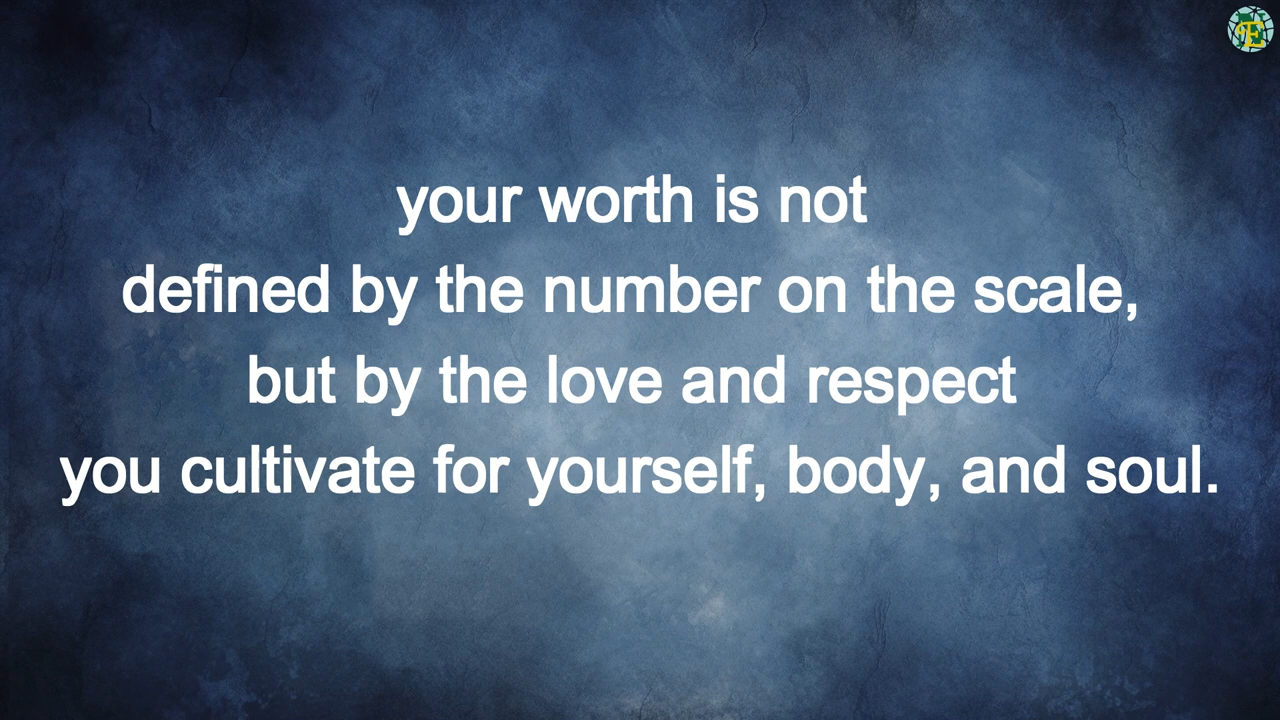 your worth is not
defined by the number on the scale,
but by the love and respect
you cultivate for yourself, body, and soul.